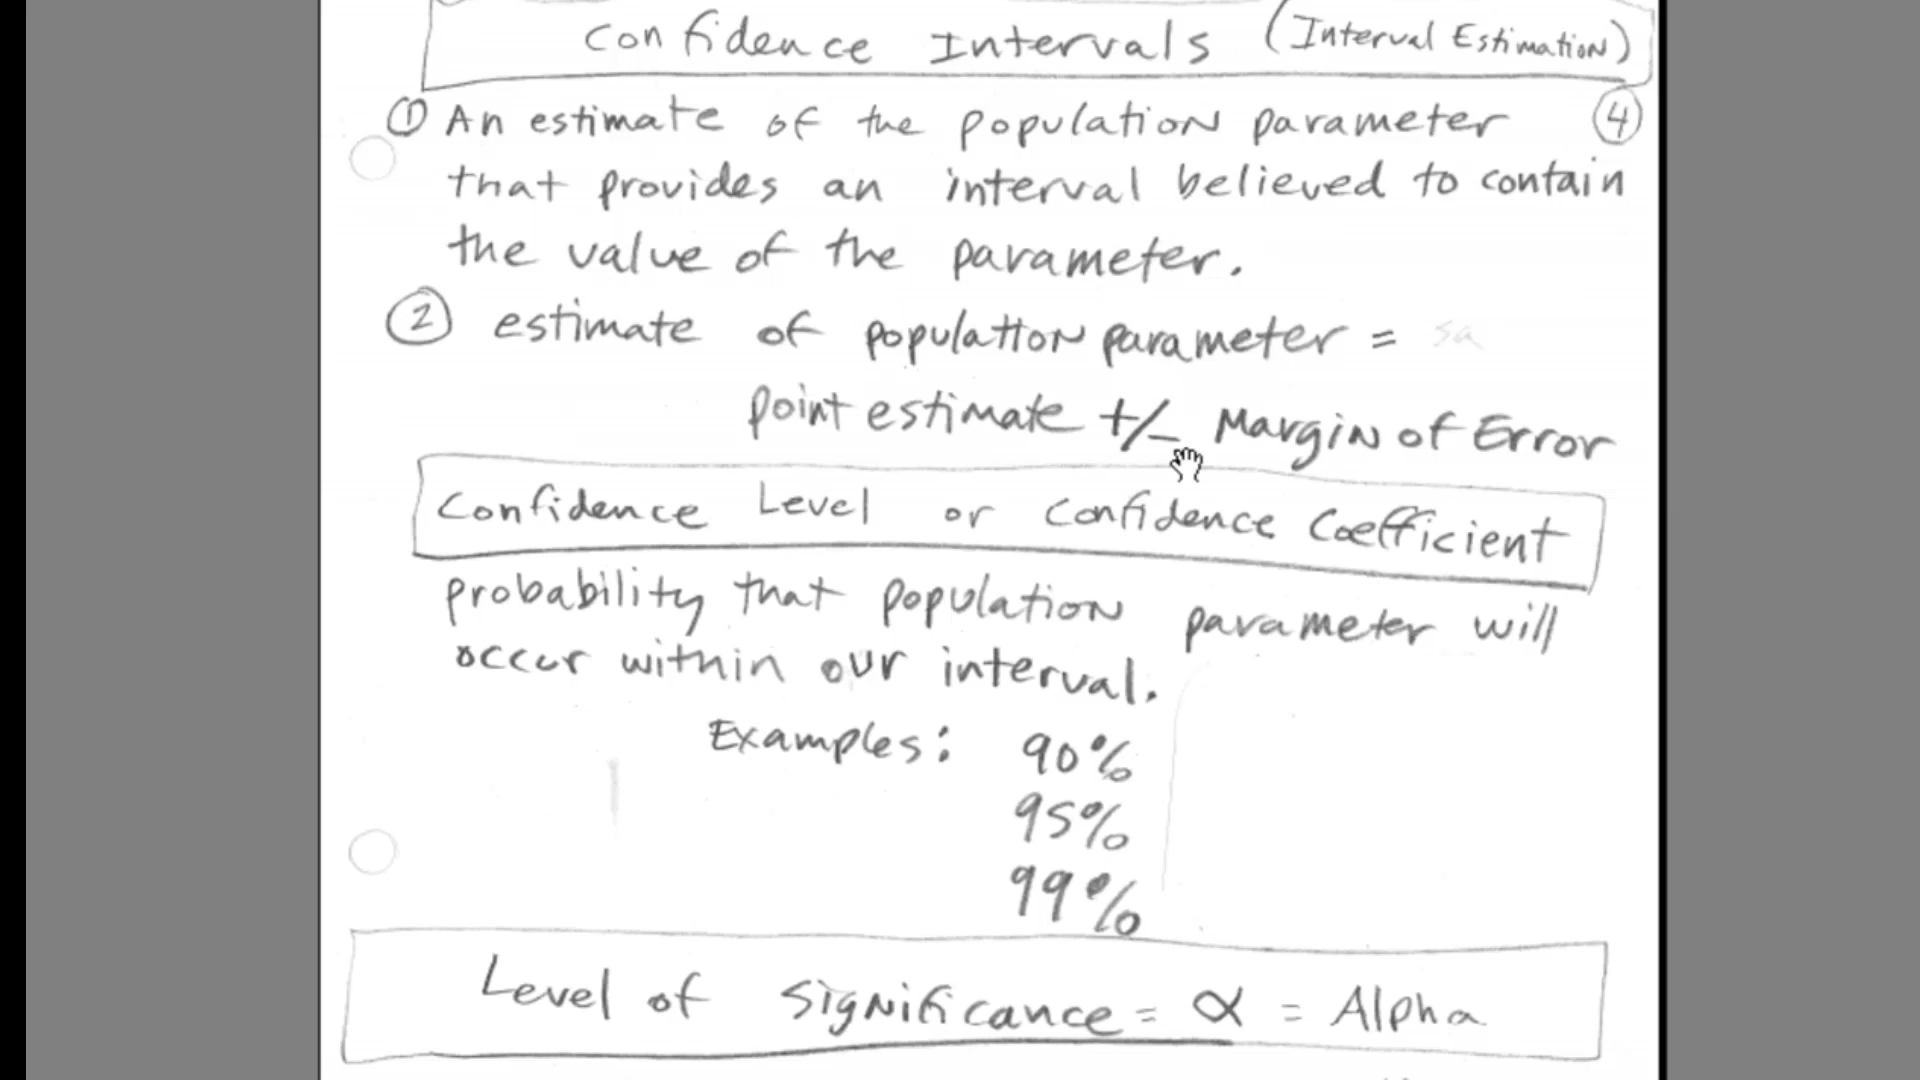 Confidence Intervals (Interval Estimation)
① An estimate of the population parameter ④
that provides an interval believed to contain
the value of the parameter.
② estimate of population parameter = sa
point estimate +/- Margin of Error
Confidence Level or Confidence Coefficient
probability that population parameter will
occur within our interval.
Examples: 90%
95%
99%
Level of Significance = α = Alpha